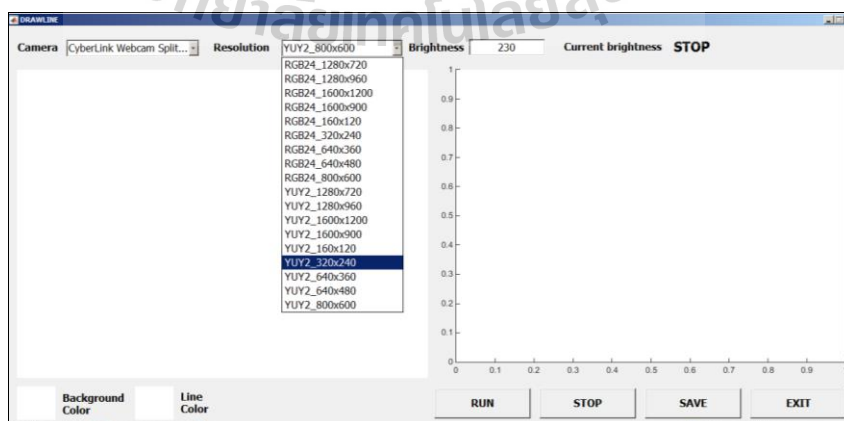 DRAWLINE
Camera CyberLink Webcam Split... Resolution YUY2_800x600 Brightness 230 Current brightness STOP
RGB24_1280x720
RGB24_1280x960
RGB24_1600x1200
RGB24_1600x900
RGB24_160x120
RGB24_320x240
RGB24_640x360
RGB24_640x480
RGB24_800x600
YUY2_1280x720
YUY2_1280x960
YUY2_1600x1200
YUY2_1600x900
YUY2_160x120
YUY2_320x240
YUY2_640x360
YUY2_640x480
YUY2_800x600
1
0.9
0.8
0.7
0.6
0.5
0.4
0.3
0.2
0.1
0
0 0.1 0.2 0.3 0.4 0.5 0.6 0.7 0.8 0.9
Background
Color
Line
Color
RUN STOP SAVE EXIT